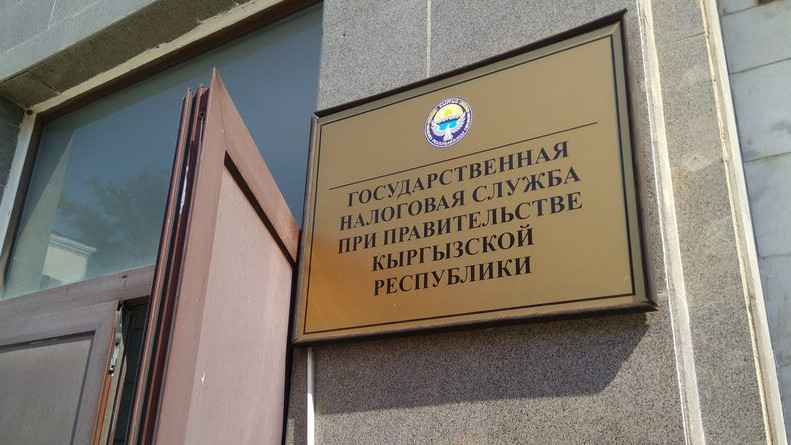 ГОСУДАРСТВЕННАЯ
НАЛОГОВАЯ СЛУЖБА
ПРИ ПРАВИТЕЛЬСТВЕ
КЫРГЫЗСКОЙ
РЕСПУБЛИКИ